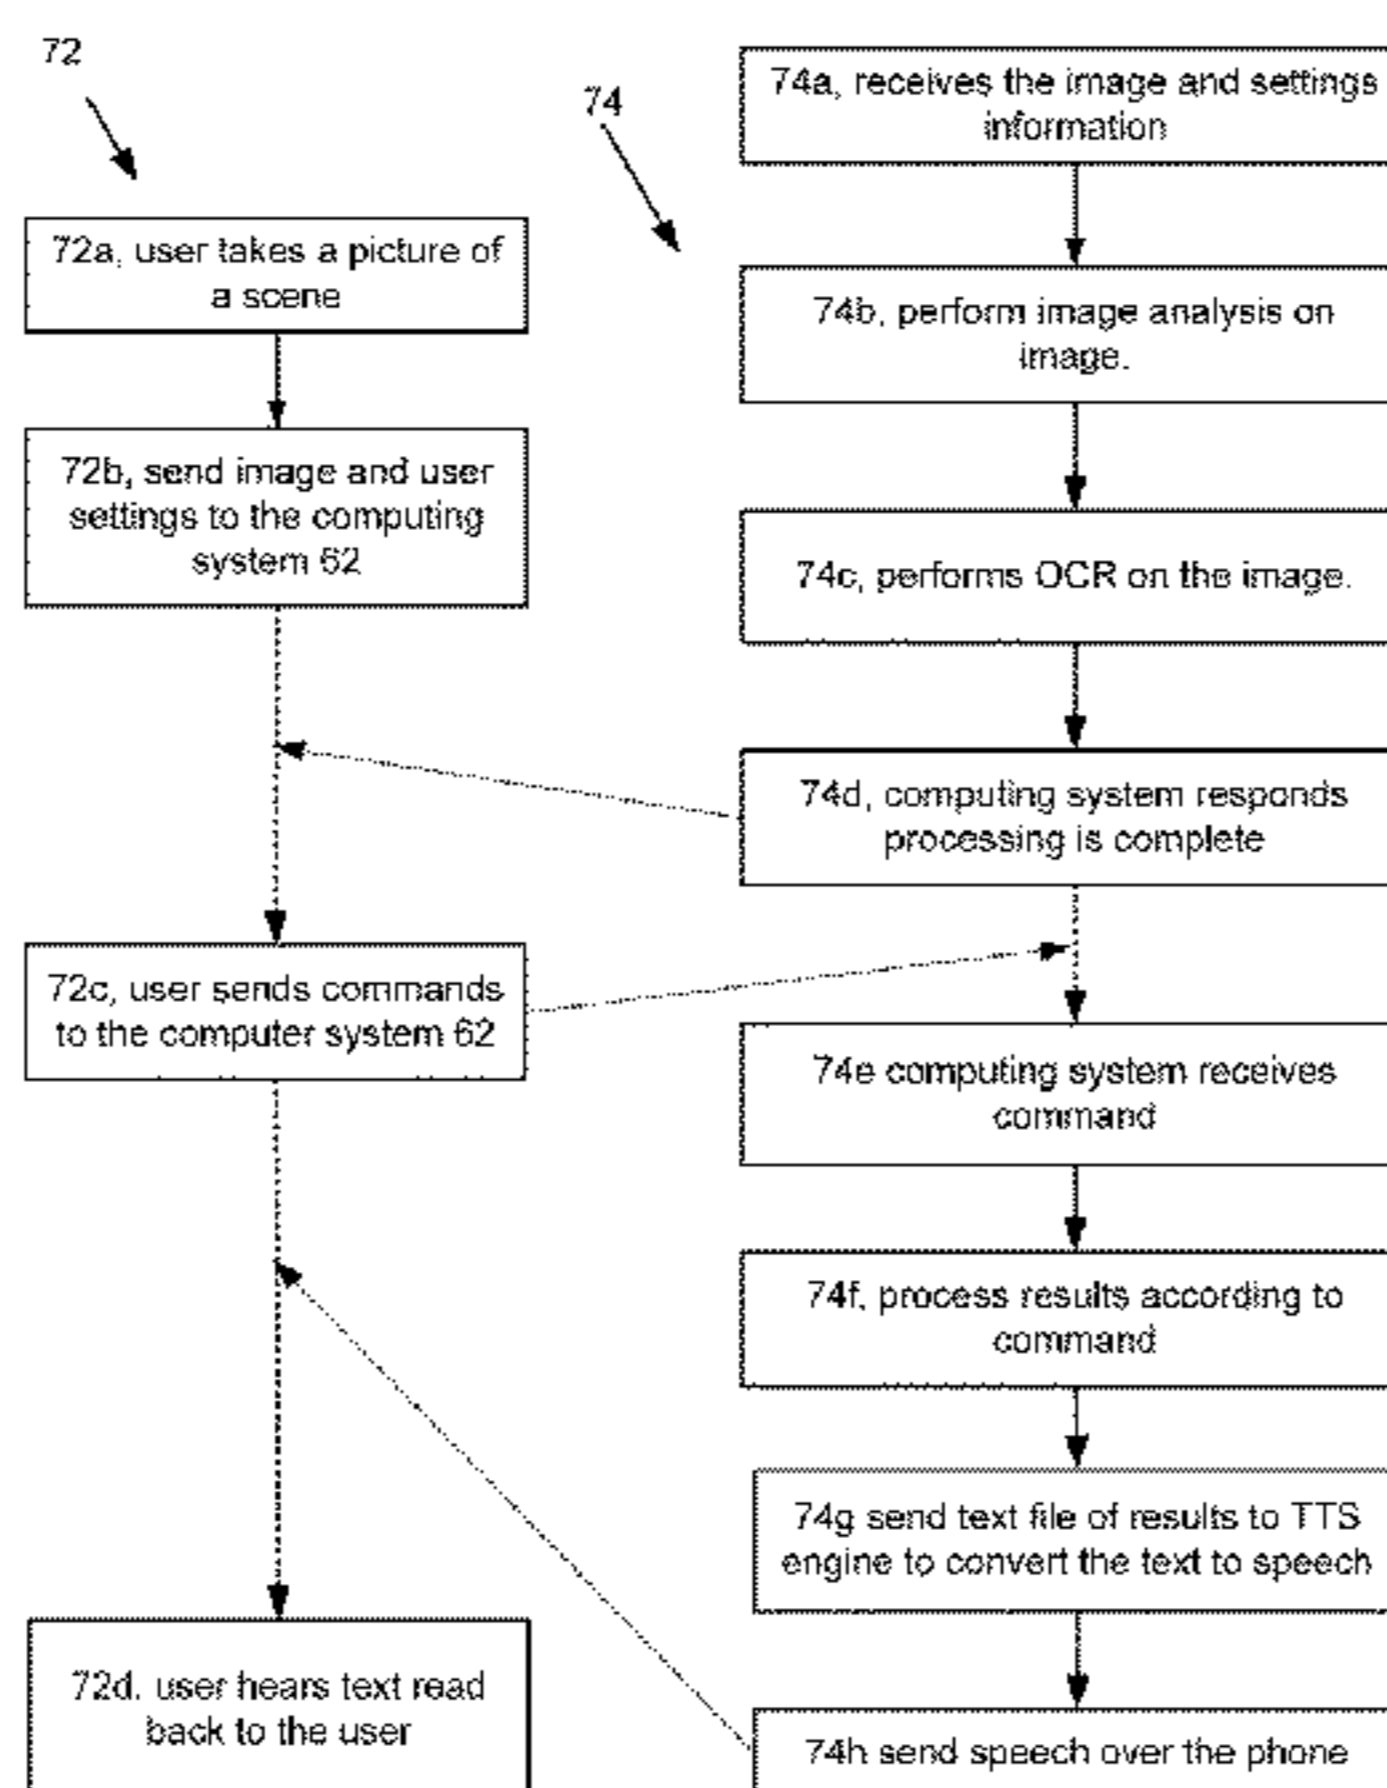 72
72a, user takes a picture of
a scene
72b, send image and user
settings to the computing
system 62
72c, user sends commands
to the computer system 62
72d. user hears text read
back to the user
74
74a, receives the image and settings
information
74b, perform image analysis on
image.
74c, performs OCR on the image.
74d, computing system responds
processing is complete
74e computing system receives
command
74f, process results according to
command
74g send text file of results to TTS
engine to convert the text to speech
74h send speech over the phone